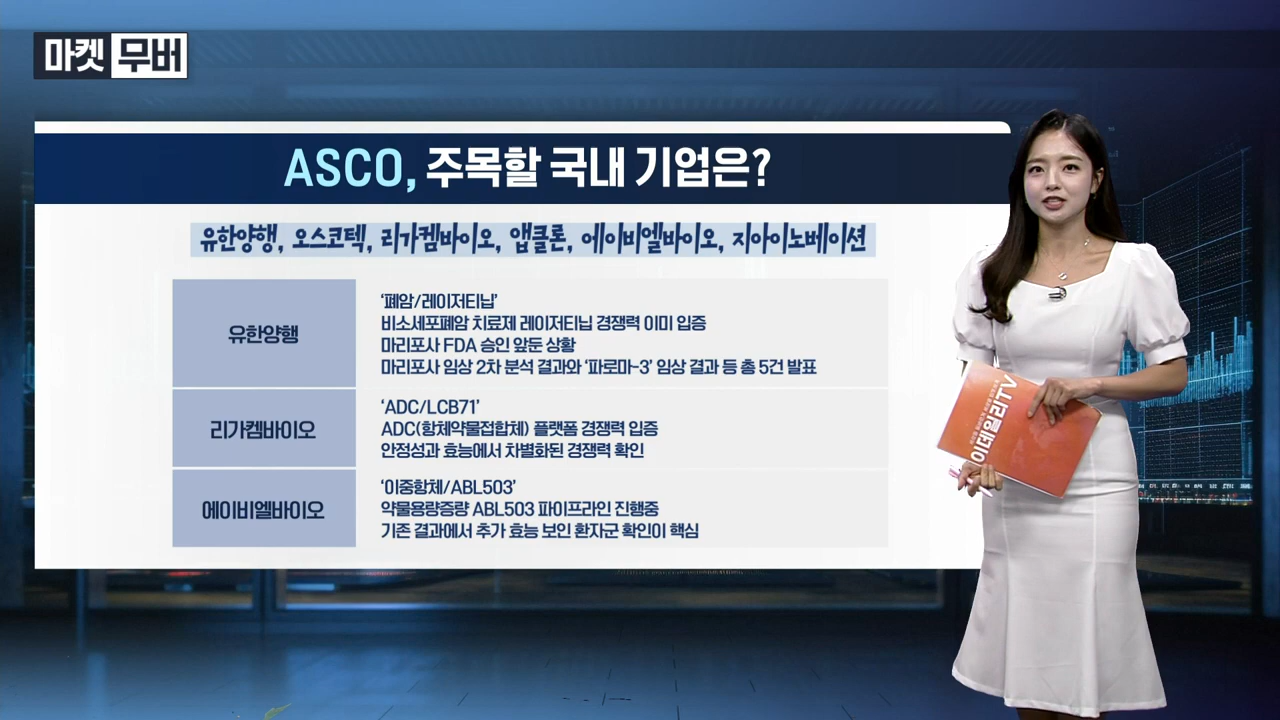 마켓 무버
ASCO, 주목할 국내 기업은?
유한양행, 오스코텍, 리가켐바이오, 앱클론, 에이비엘바이오, 지아이노베이션
유한양행
'폐암/레이저티닙'
비소세포폐암 치료제 레이저티닙 경쟁력 이미 입증
마리포사 FDA 승인 앞둔 상황
마리포사 임상 2차 분석 결과와 '파로마-3' 임상 결과 등 총 5건 발표
리가켐바이오
'ADC/LCB71'
ADC(항체약물접합체) 플랫폼 경쟁력 입증
안정성과 효능에서 차별화된 경쟁력 확인
에이비엘바이오
'이중항체/ABL503'
약물용량증량 ABL503 파이프라인 진행중
기존 결과에서 추가 효능 보인 환자군 확인이 핵심
이데일리TV